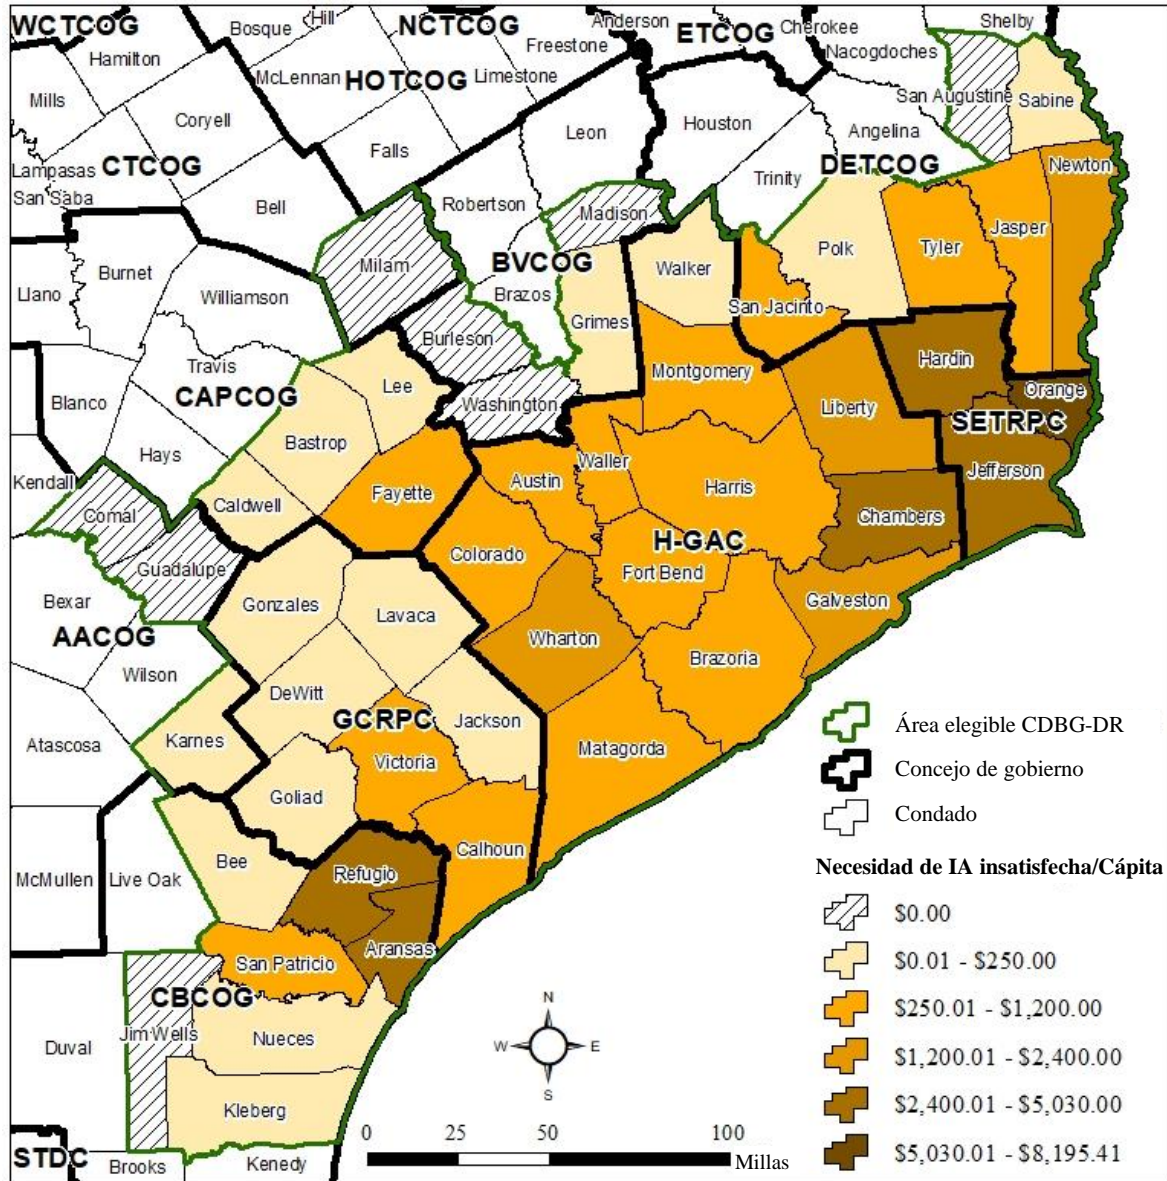 WCTCOG
Hamilton
Mills
Lampasas
San Saba
CTCOG
Coryell
Bell
Bosque
Hill
McLennan
HOTCOG
NCTCOG
Limestone
Freestone
Falls
Anderson
ETCOG
Cherokee
Nacogdoches
Shelby
San Augustine
Sabine
Leon
Houston
Angelina
DETCOG
Trinity
Newton
Jasper
Tyler
Polk
San Jacinto
Walker
Robertson
Madison
BVCOG
Brazos
Grimes
Milam
Burleson
Washington
Burnet
Llano
Williamson
Travis
CAPCOG
Blanco
Hays
Kendall
Comal
Guadalupe
Lee
Bastrop
Caldwell
Fayette
Montgomery
Liberty
Hardin
Orange
SETRPC
Jefferson
Chambers
Waller
Austin
Harris
H-GAC
Fort Bend
Colorado
Galveston
Wharton
Brazoria
Matagorda
Bexar
AACOG
Wilson
Atascosa
Karnes
Gonzales
Lavaca
DeWitt
GCRPC
Jackson
Victoria
Goliad
Calhoun
McMullen
Live Oak
Bee
Refugio
Aransas
San Patricio
CBCOG
Jim Wells
Nueces
Duval
Kleberg
STDC
Brooks
Kenedy
N
W
E
S
0 25 50 100
Millas
Área elegible CDBG-DR
Concejo de gobierno
Condado
Necesidad de IA insatisfecha/Cápita
$0.00
$0.01 - $250.00
$250.01 - $1,200.00
$1,200.01 - $2,400.00
$2,400.01 - $5,030.00
$5,030.01 - $8,195.41